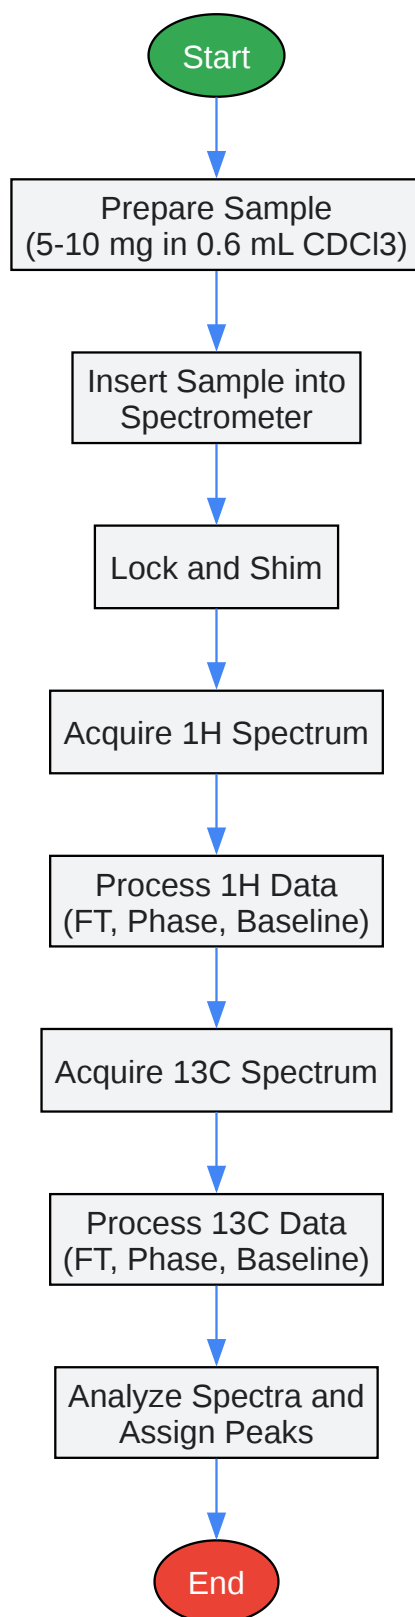 Start
Prepare Sample
(5-10 mg in 0.6 mL CDCl3)
Insert Sample into
Spectrometer
Lock and Shim
Acquire 1H Spectrum
Process 1H Data
(FT, Phase, Baseline)
Acquire 13C Spectrum
Process 13C Data
(FT, Phase, Baseline)
Analyze Spectra and
Assign Peaks
End